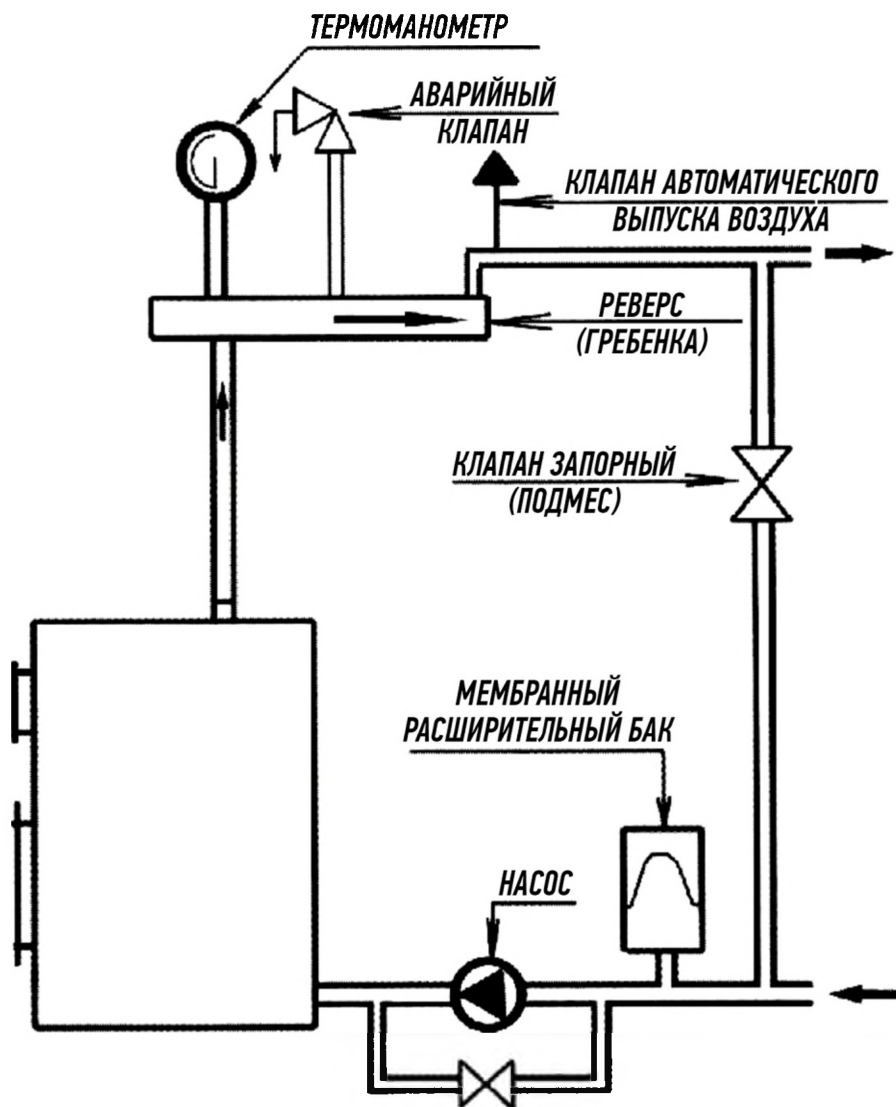 ТЕРМОМАНОМЕТР
АВАРИЙНЫЙ
КЛАПАН
КЛАПАН АВТОМАТИЧЕСКОГО
ВЫПУСКА ВОЗДУХА
РЕВЕРС
(ГРЕБЕНКА)
КЛАПАН ЗАПОРНЫЙ
(ПОДМЕС)
МЕМБРАННЫЙ
РАСШИРИТЕЛЬНЫЙ БАК
НАСОС